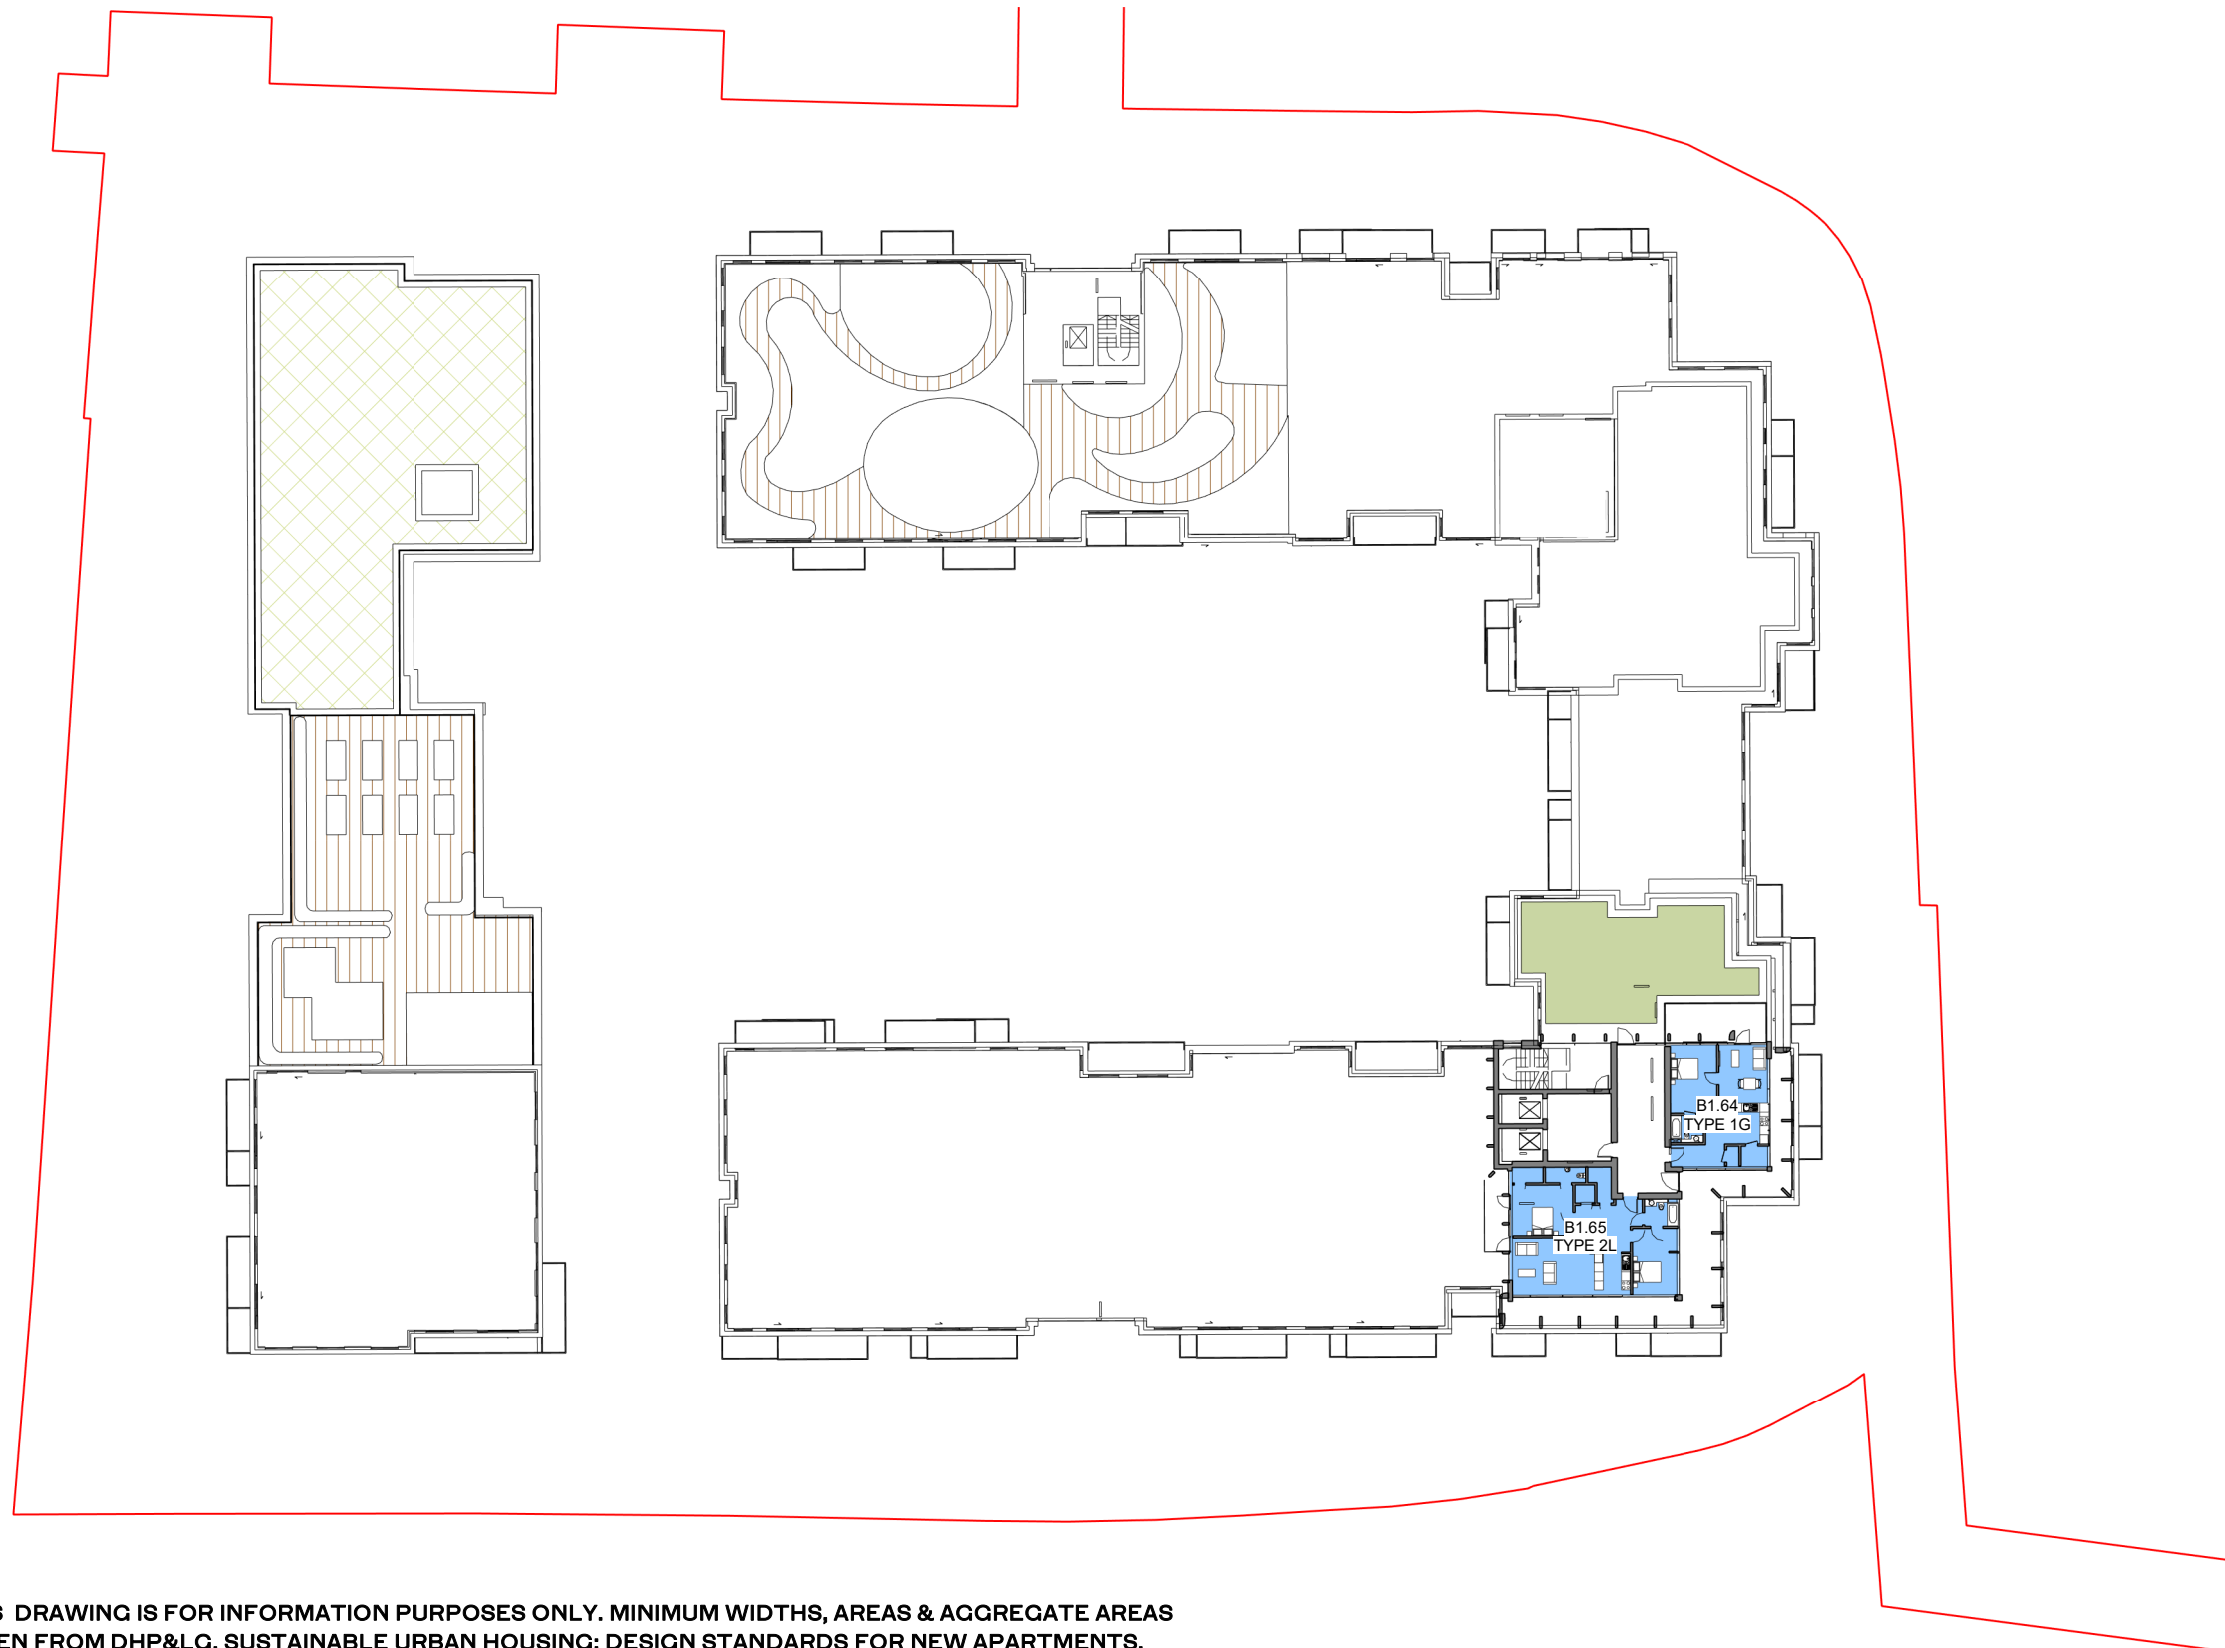 B1.64
TYPE 1G
B1.65
TYPE 2L
DRAWING IS FOR INFORMATION PURPOSES ONLY. MINIMUM WIDTHS, AREAS & AGGREGATE AREAS
FROM DHP&LG, SUSTAINABLE URBAN HOUSING: DESIGN STANDARDS FOR NEW APARTMENTS,